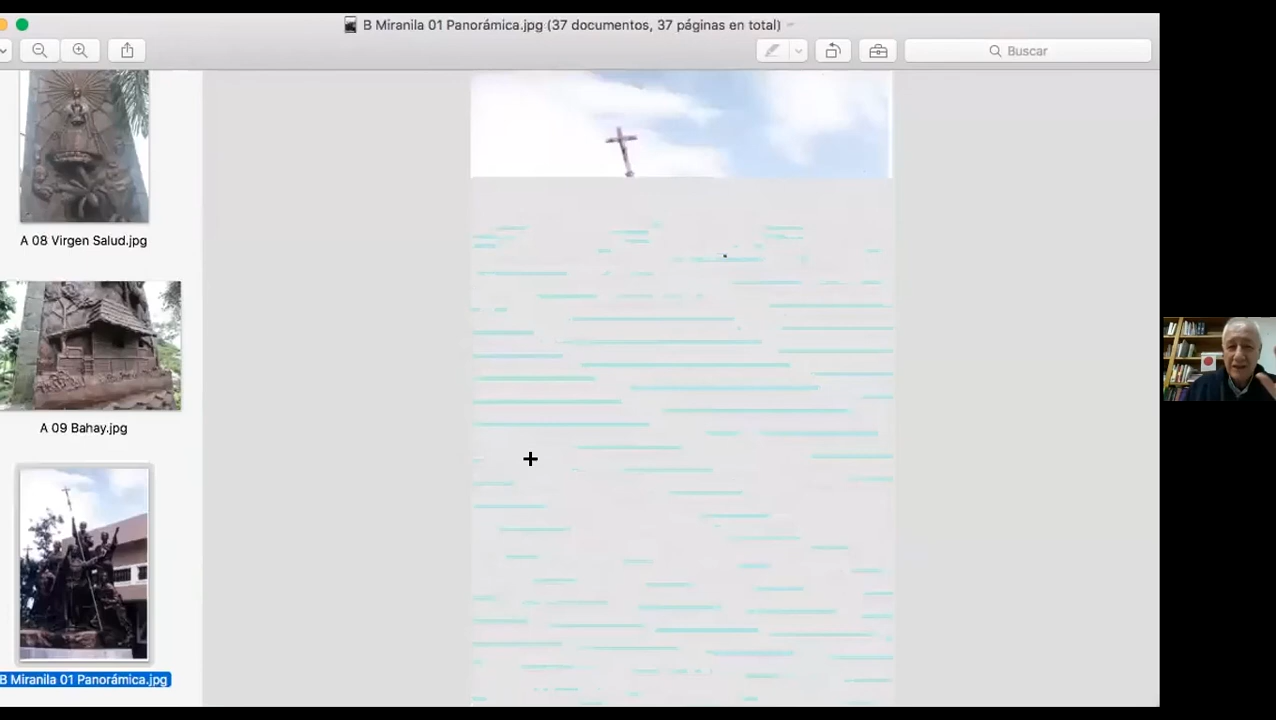 B Miranila 01 Panorámica.jpg (37 documentos, 37 páginas en total)
Buscar
A 08 Virgen Salud.jpg
A 09 Bahay.jpg
B Miranila 01 Panorámica.jpg